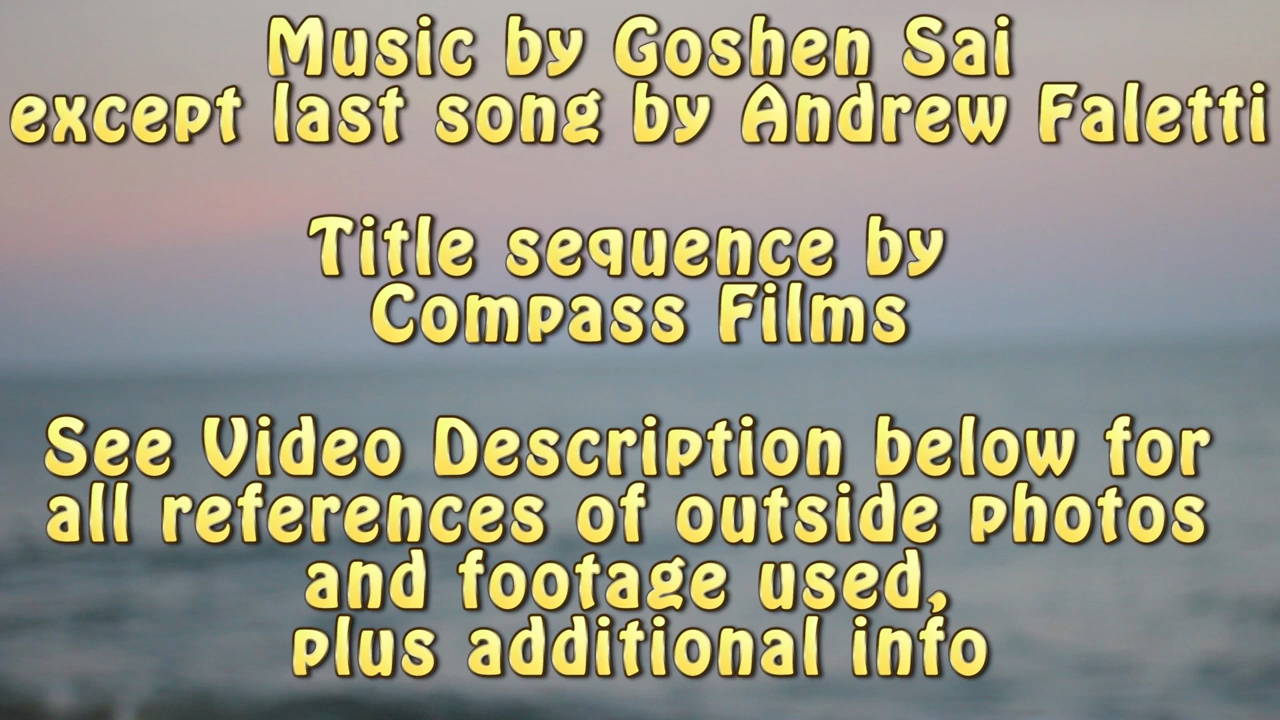 Music by Goshen Sai
except last song by Andrew Faletti
Title sequence by
Compass Films
See Video Description below for
all references of outside photos
and footage used,
plus additional info